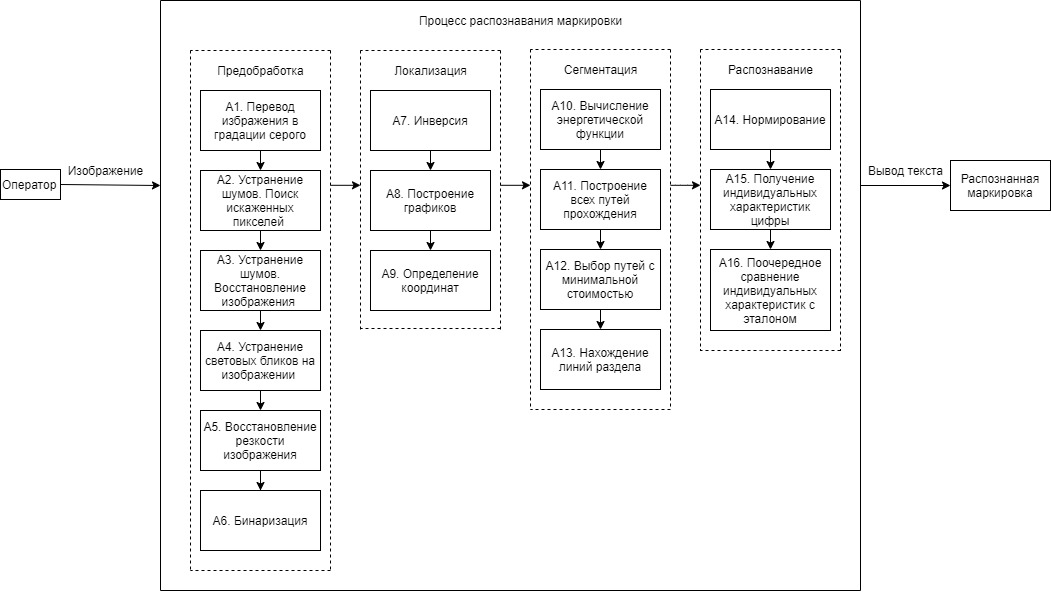 Процесс распознавания маркировки
Оператор
Изображение
Предобработка
А1. Перевод
избражения в
градации серого
А2. Устранение
шумов. Поиск
искаженных
пикселей
А3. Устранение
шумов.
Восстановление
изображения
А4. Устранение
световых бликов на
изображении
А5. Восстановление
резкости
изображения
А6. Бинаризация
Локализация
А7. Инверсия
А8. Построение
графиков
А9. Определение
координат
Сегментация
А10. Вычисление
энергетической
функции
А11. Построение
всех путей
прохождения
А12. Выбор путей с
минимальной
стоимостью
А13. Нахождение
линий раздела
Распознавание
А14. Нормирование
А15. Получение
индивидуальных
характеристик
цифры
А16. Поочередное
сравнение
индивидуальных
характеристик с
эталоном
Вывод текста
Распознанная
маркировка